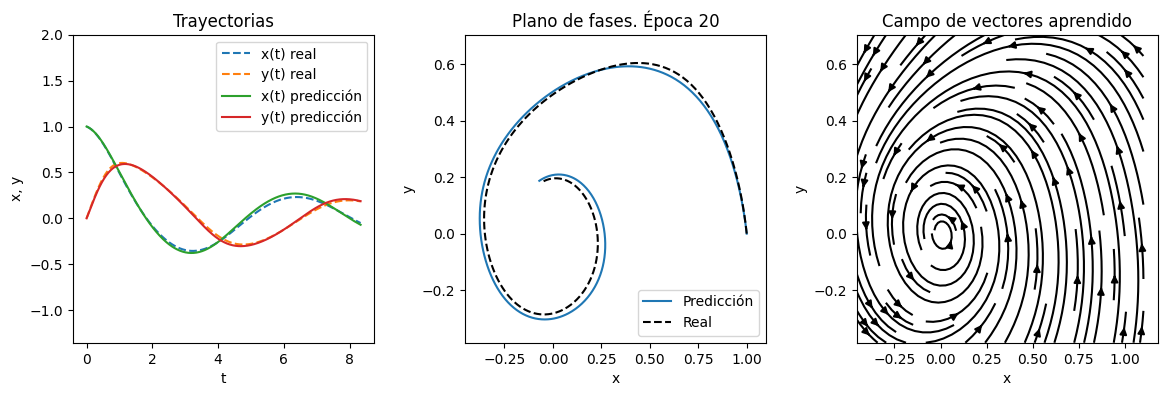 Trayectorias
2.0
1.5
1.0
0.5
0.0
−0.5
−1.0
x, y
0 2 4 6 8
t
x(t) real
y(t) real
x(t) predicción
y(t) predicción
Plano de fases. Época 20
0.6
0.4
0.2
0.0
−0.2
y
−0.25 0.00 0.25 0.50 0.75 1.00
x
Predicción
Real
Campo de vectores aprendido
0.6
0.4
0.2
0.0
−0.2
y
−0.25 0.00 0.25 0.50 0.75 1.00
x